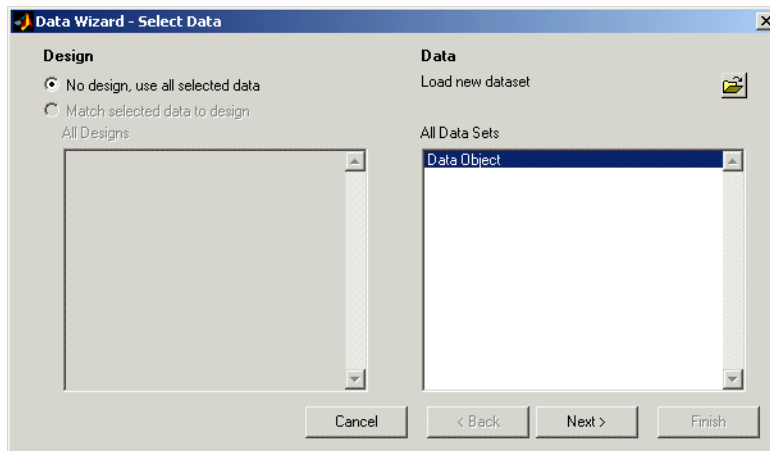 Data Wizard - Select Data
Design
No design, use all selected data
Match selected data to design
All Designs
Data
Load new dataset
All Data Sets
Data Object
Cancel
< Back
Next >
Finish